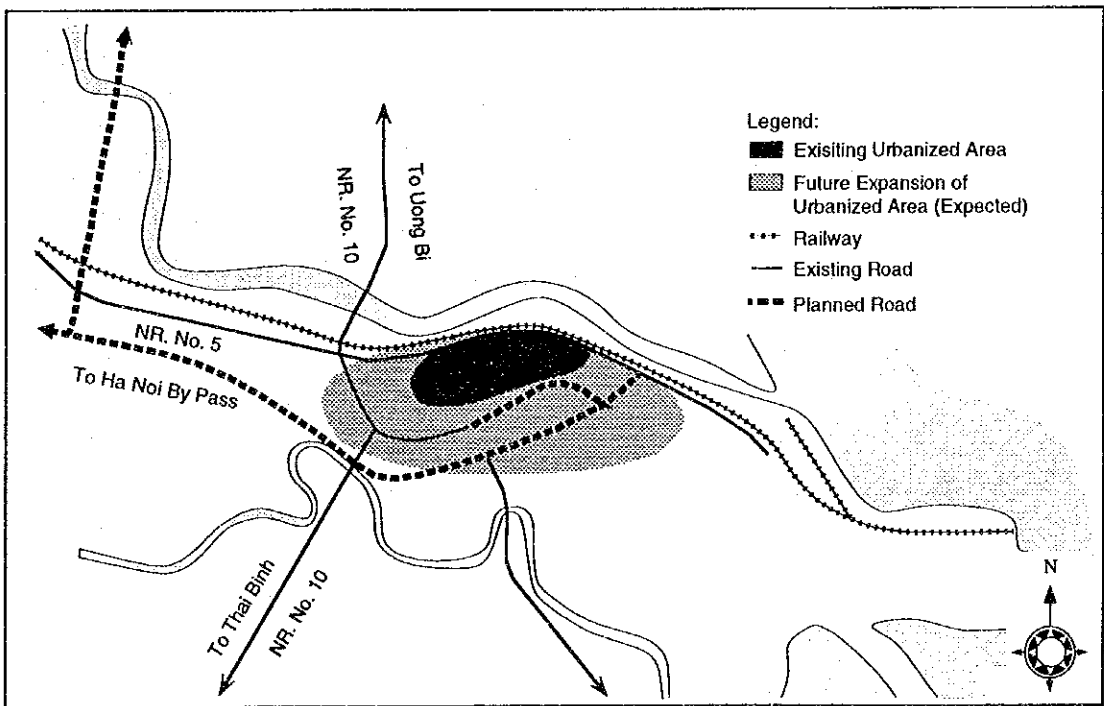 Legend:
Exisiting Urbanized Area
Future Expansion of
Urbanized Area (Expected)
Railway
Existing Road
Planned Road
NR. No. 10
To Uong Bi
NR. No. 5
To Ha Noi By Pass
To Thai Binh
NR. No. 10
N